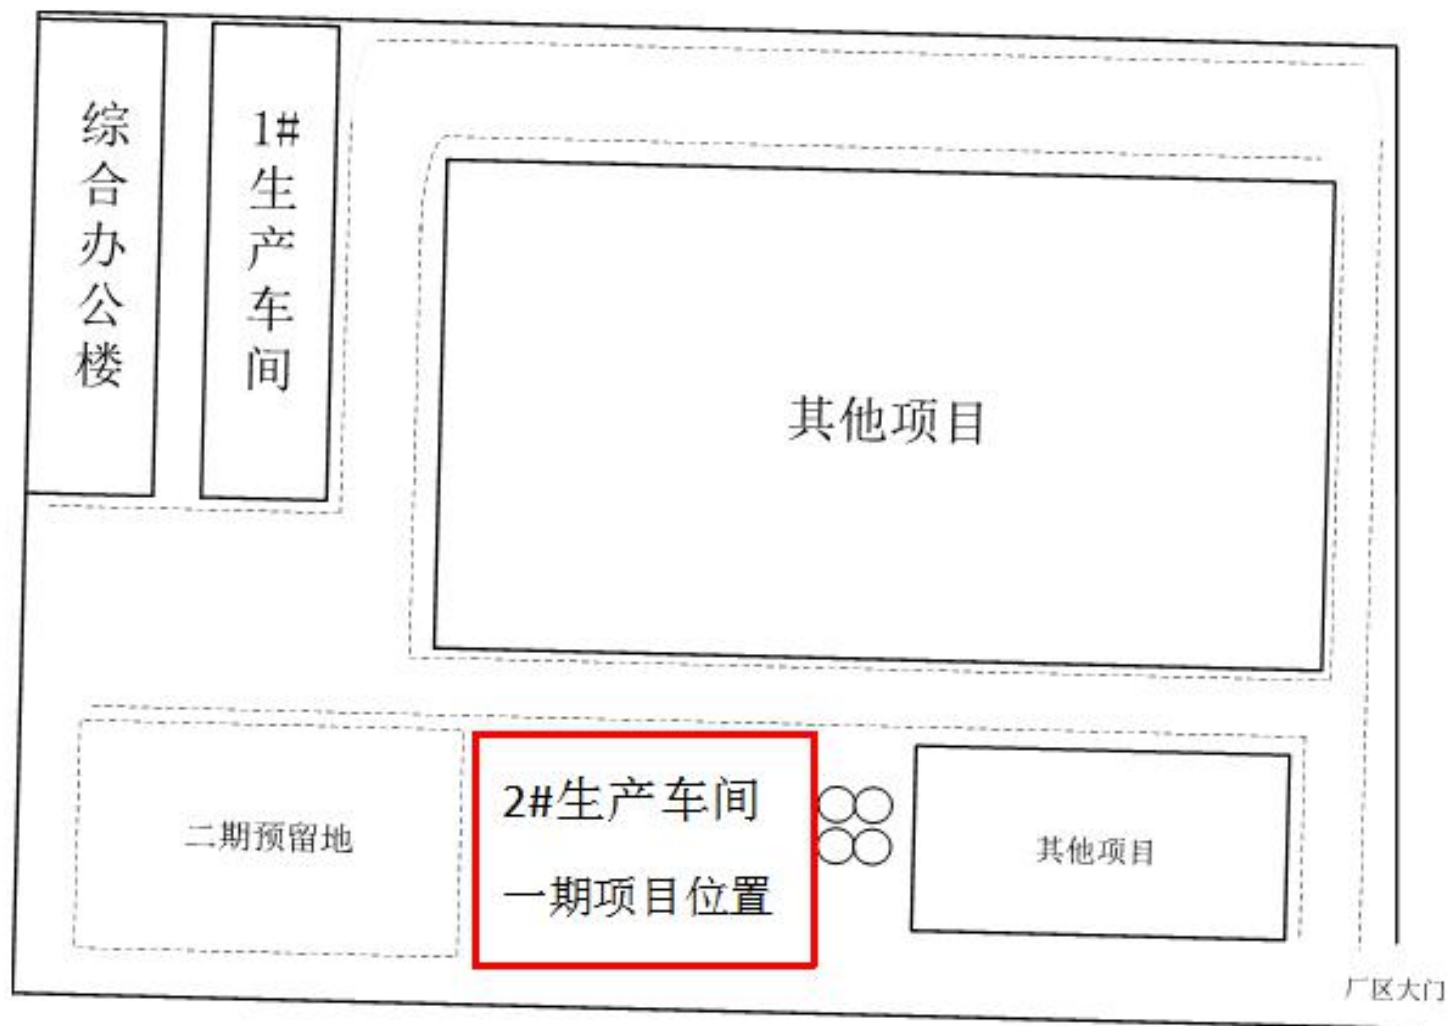 综合办公楼
1#生产车间
其他项目
二期预留地
2#生产车间
一期项目位置
其他项目
厂区大门